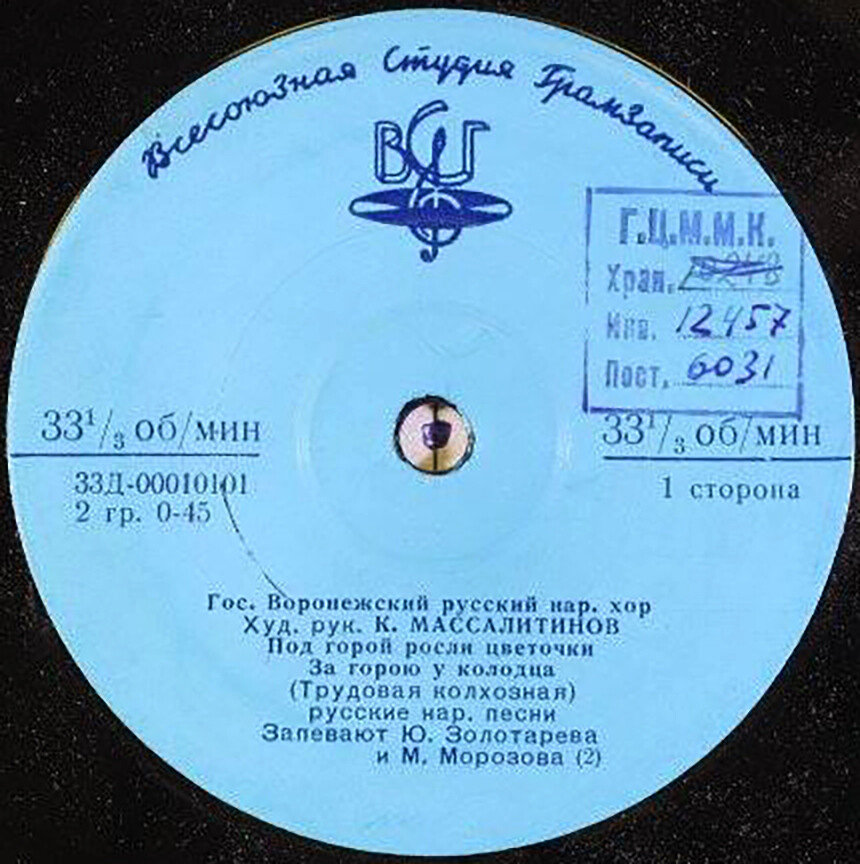 Всесоюзная Студия Грамзаписи
ВСГ
Г.Ц.М.М.К.
Хран.
Инв. 12457
Пост. 6031
33¹/₃ об/мин
33¹/₃ об/мин
33Д-00010101
2 гр. 0-45
1 сторона
Гос. Воронежский русский нар. хор
Худ. рук. К. МАССАЛИТИНОВ
Под горой росли цветочки
За горою у колодца
(Трудовая колхозная)
русские нар. песни
Запевают Ю. Золотарева
и М. Морозова (2)